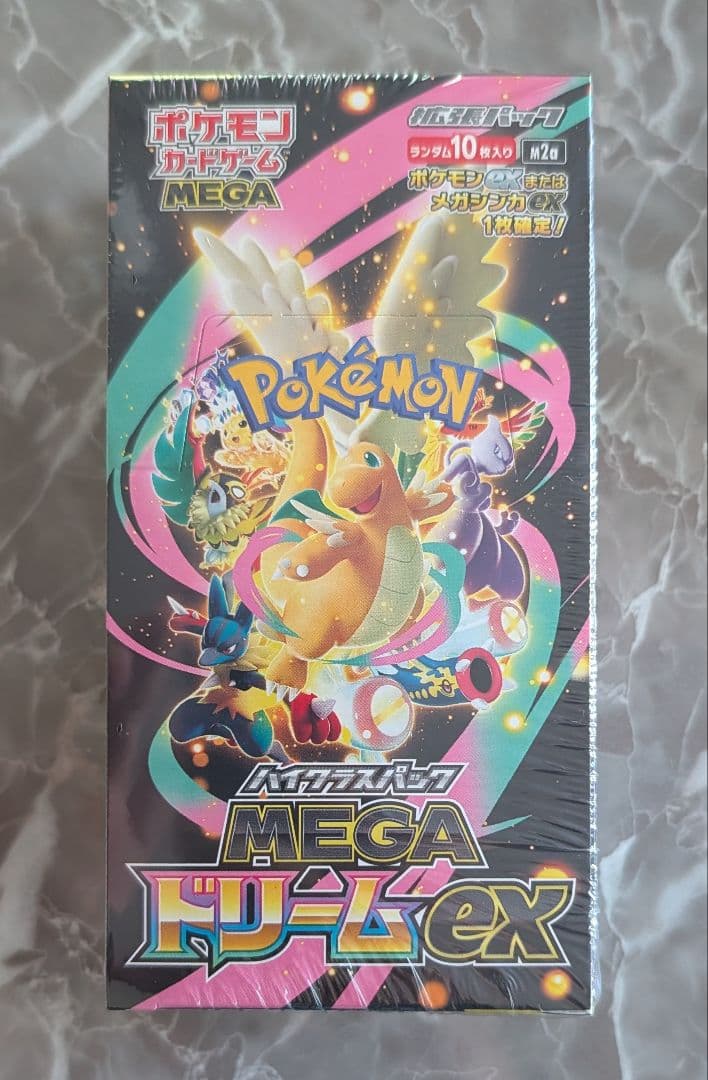 ポケモン
カードゲーム
MEGA
拡張パック
ランダム10枚入り M2a
ポケモンexまたは
メガシンカex
1枚確定!
POKéMON
TM
ハイクラスパック
MEGA
ドリームex